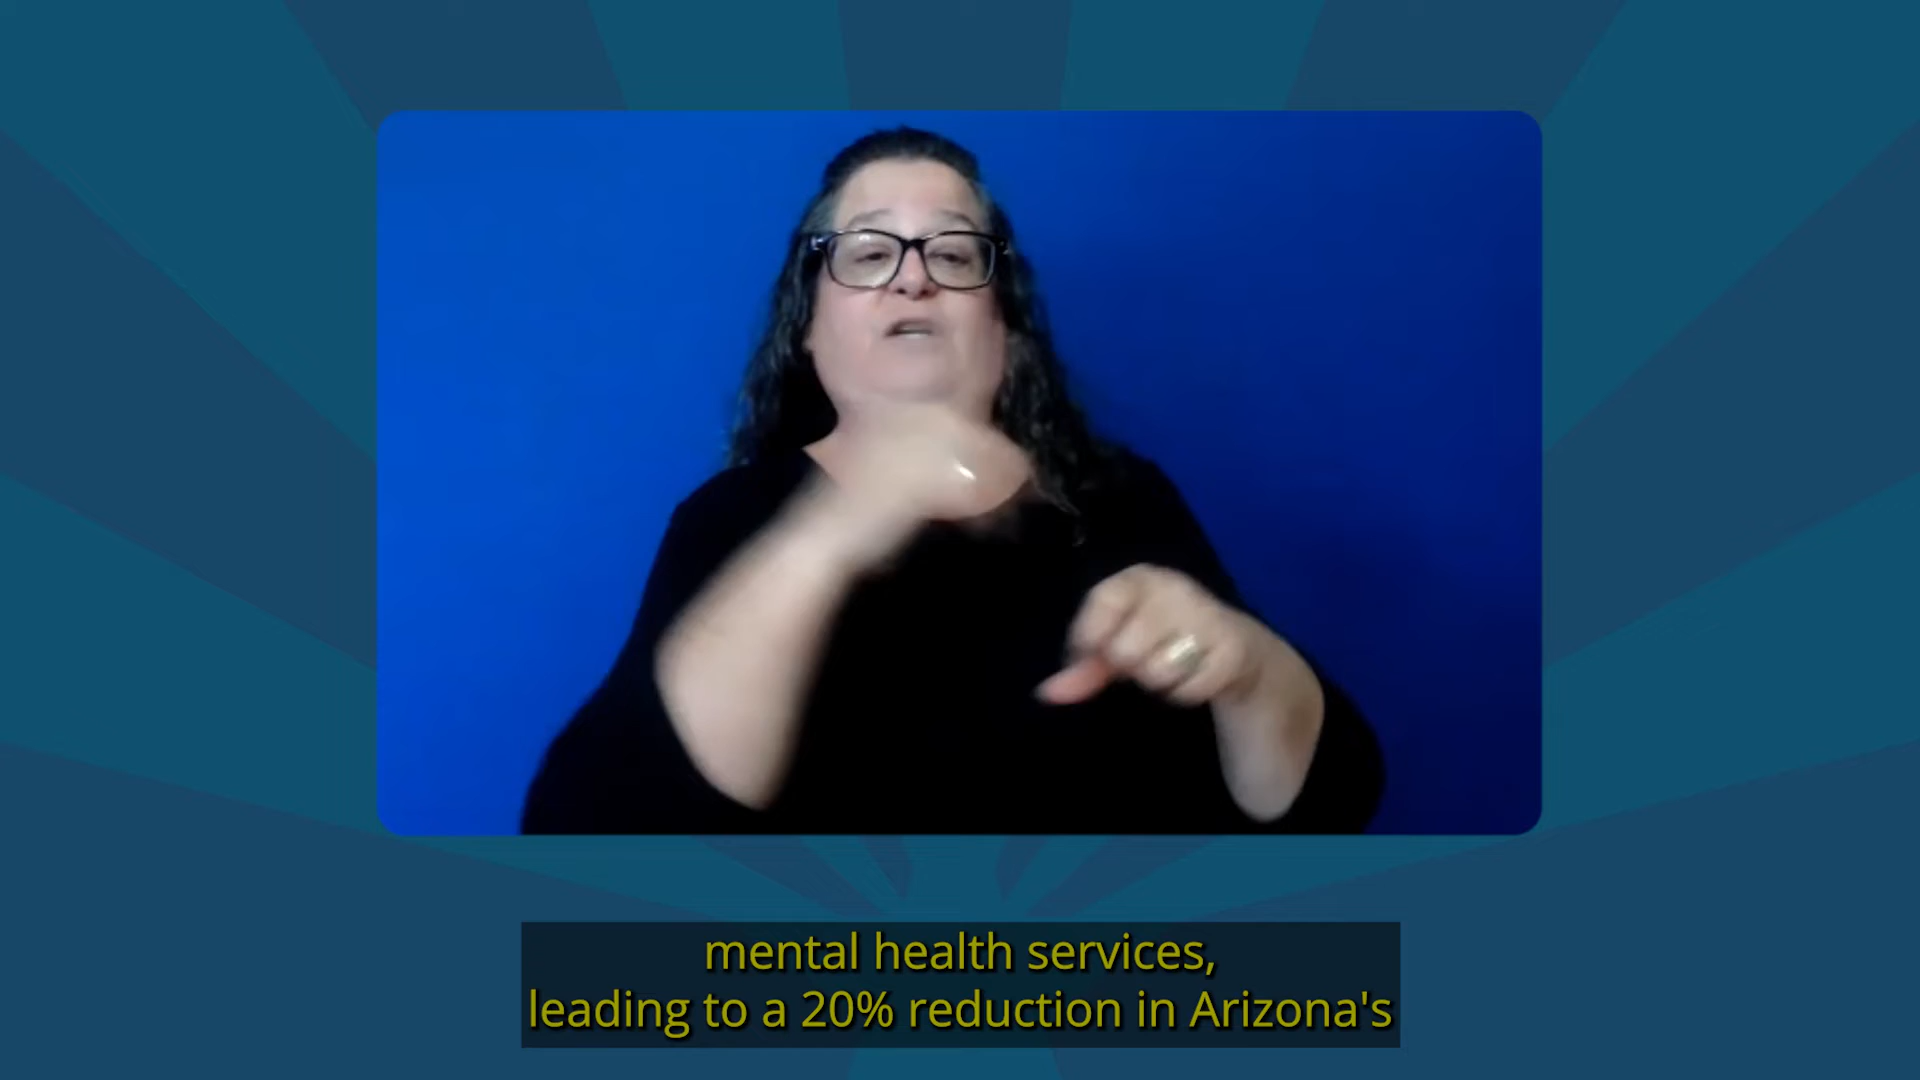 mental health services,
leading to a 20% reduction in Arizona's